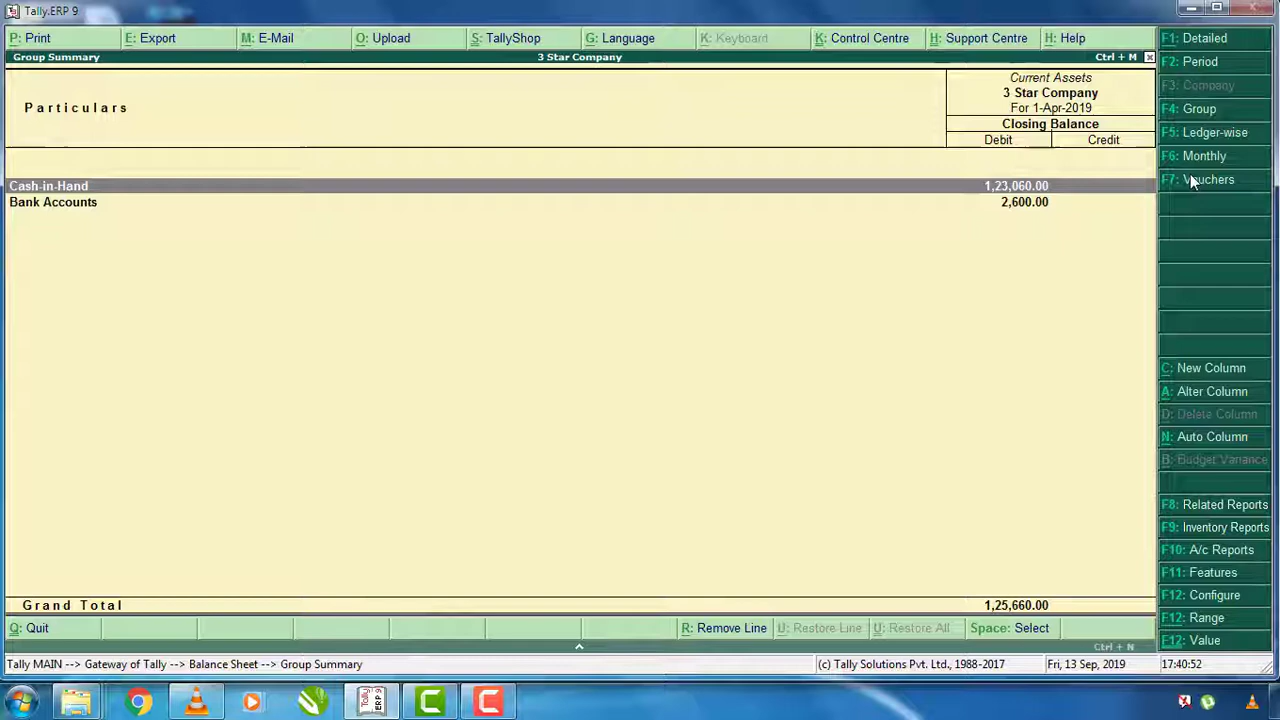 Tally.ERP 9
P: Print
E: Export
M: E-Mail
O: Upload
S: TallyShop
G: Language
K: Keyboard
K: Control Centre
H: Support Centre
H: Help
Group Summary
3 Star Company
Ctrl + M
Particulars
Current Assets
3 Star Company
For 1-Apr-2019
Closing Balance
Debit Credit
Cash-in-Hand 1,23,060.00
Bank Accounts 2,600.00
Grand Total 1,25,660.00
F1: Detailed
F2: Period
F3: Company
F4: Group
F5: Ledger-wise
F6: Monthly
F7: Vouchers
C: New Column
A: Alter Column
D: Delete Column
N: Auto Column
B: Budget Variance
F8: Related Reports
F9: Inventory Reports
F10: A/c Reports
F11: Features
F12: Configure
F12: Range
F12: Value
Q: Quit
R: Remove Line
U: Restore Line
U: Restore All
Space: Select
Ctrl + N
Tally MAIN --> Gateway of Tally --> Balance Sheet --> Group Summary
(c) Tally Solutions Pvt. Ltd., 1988-2017
Fri, 13 Sep, 2019
17:40:52
Tally ERP 9